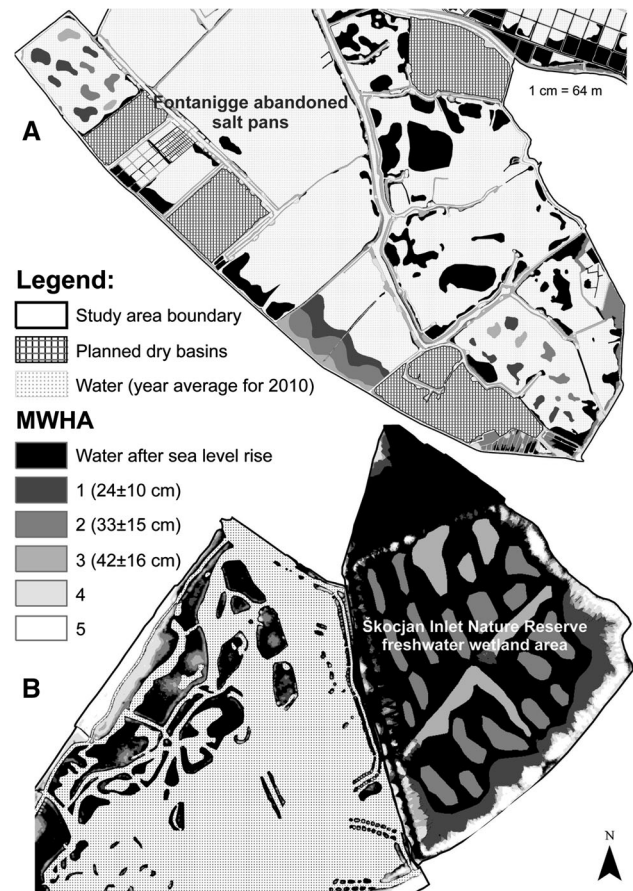 Fontanigge abandoned
salt pans
1 cm = 64 m
A
Legend:
Study area boundary
Planned dry basins
Water (year average for 2010)
MWHA
Water after sea level rise
1 (24±10 cm)
2 (33±15 cm)
3 (42±16 cm)
4
5
Škocjan Inlet Nature Reserve
freshwater wetland area
B
N